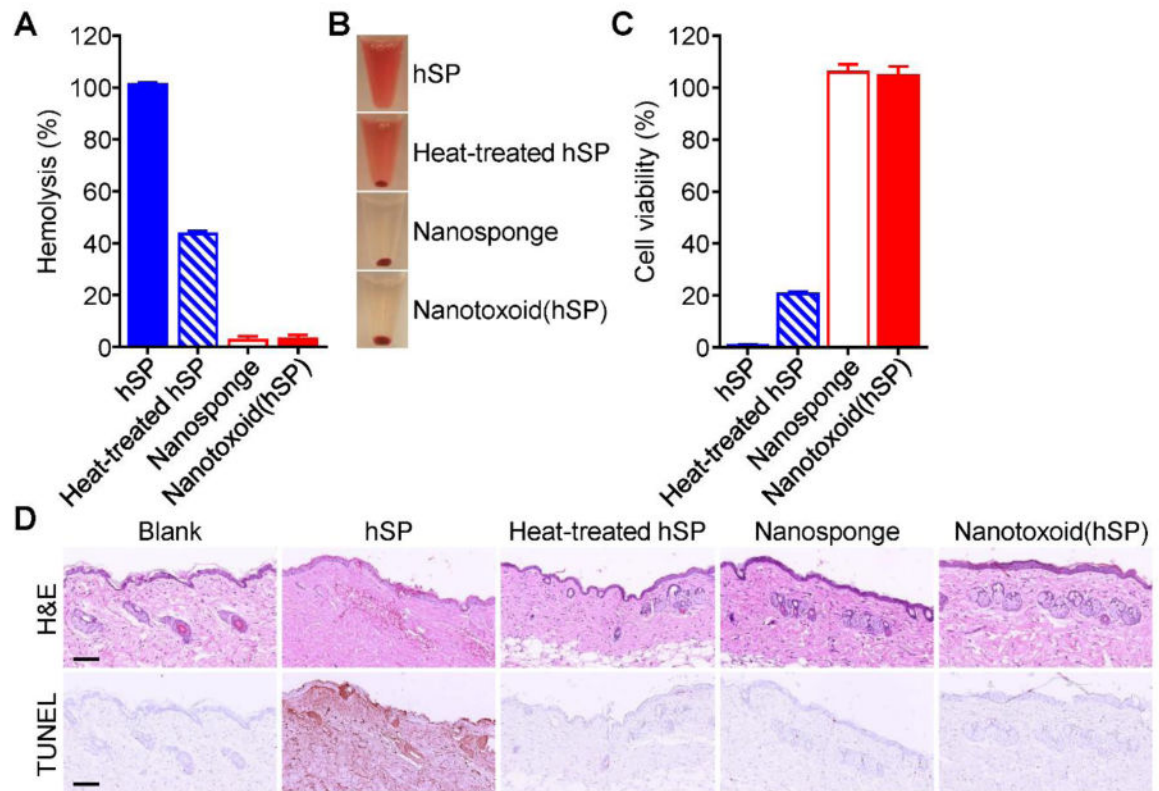 A
120
100
80
60
40
20
0
Hemolysis (%)
hSP
Heat-treated hSP
Nanosponge
Nanotoxoid(hSP)
B
hSP
Heat-treated hSP
Nanosponge
Nanotoxoid(hSP)
C
120
100
80
60
40
20
0
Cell viability (%)
hSP
Heat-treated hSP
Nanosponge
Nanotoxoid(hSP)
D
Blank hSP Heat-treated hSP Nanosponge Nanotoxoid(hSP)
H&E
TUNEL